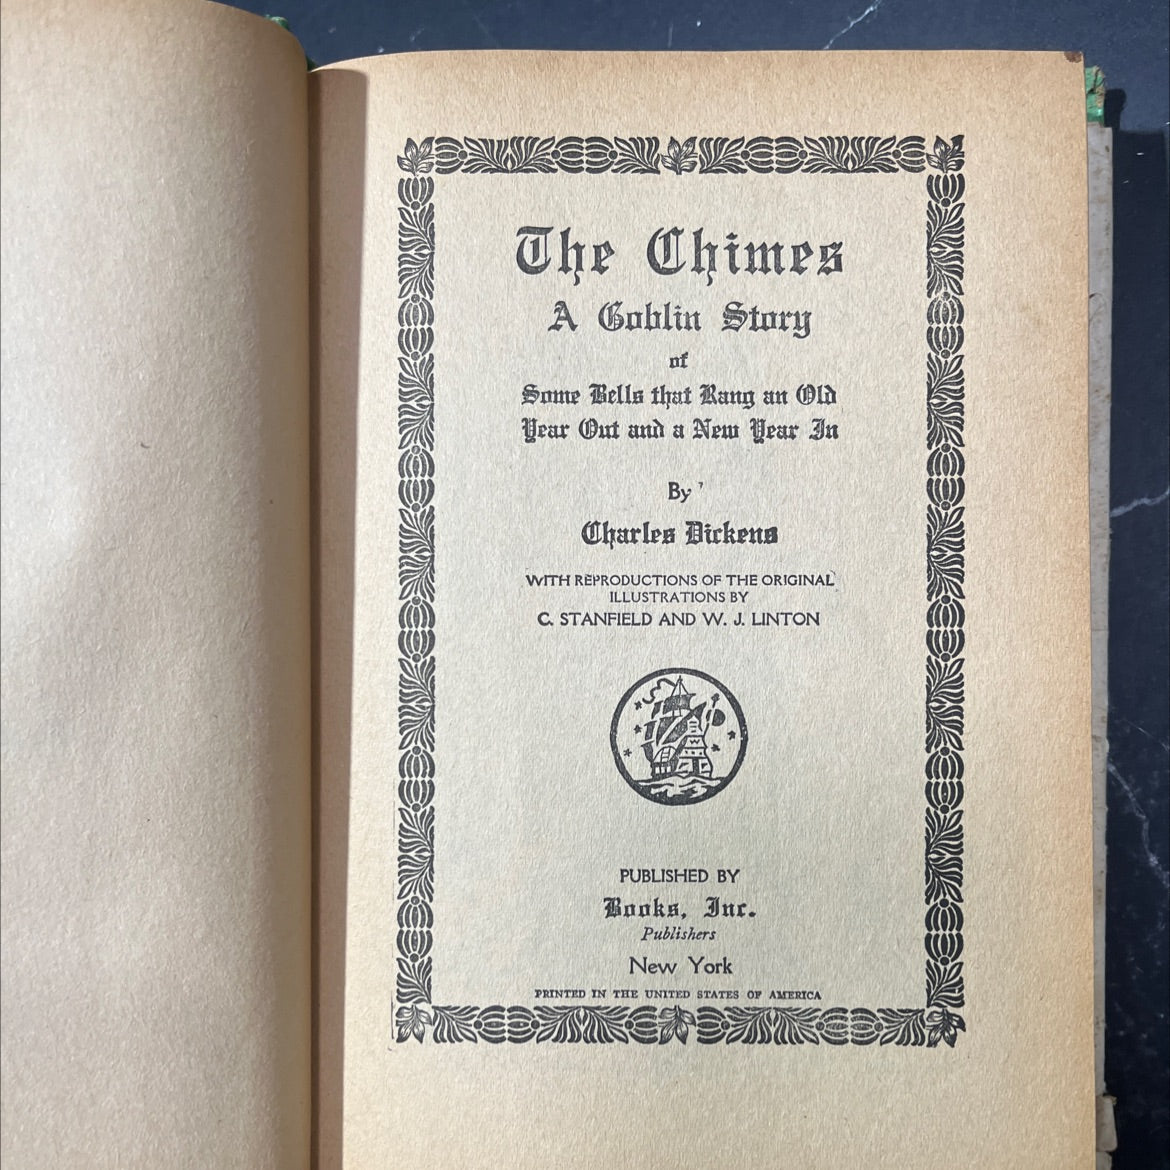 The Chimes
A Goblin Story
of
Some Bells that Rang an Old
Year Out and a New Year In
By
Charles Dickens
WITH REPRODUCTIONS OF THE ORIGINAL
ILLUSTRATIONS BY
C. STANFIELD AND W. J. LINTON
PUBLISHED BY
Books, Inc.
Publishers
New York
PRINTED IN THE UNITED STATES OF AMERICA